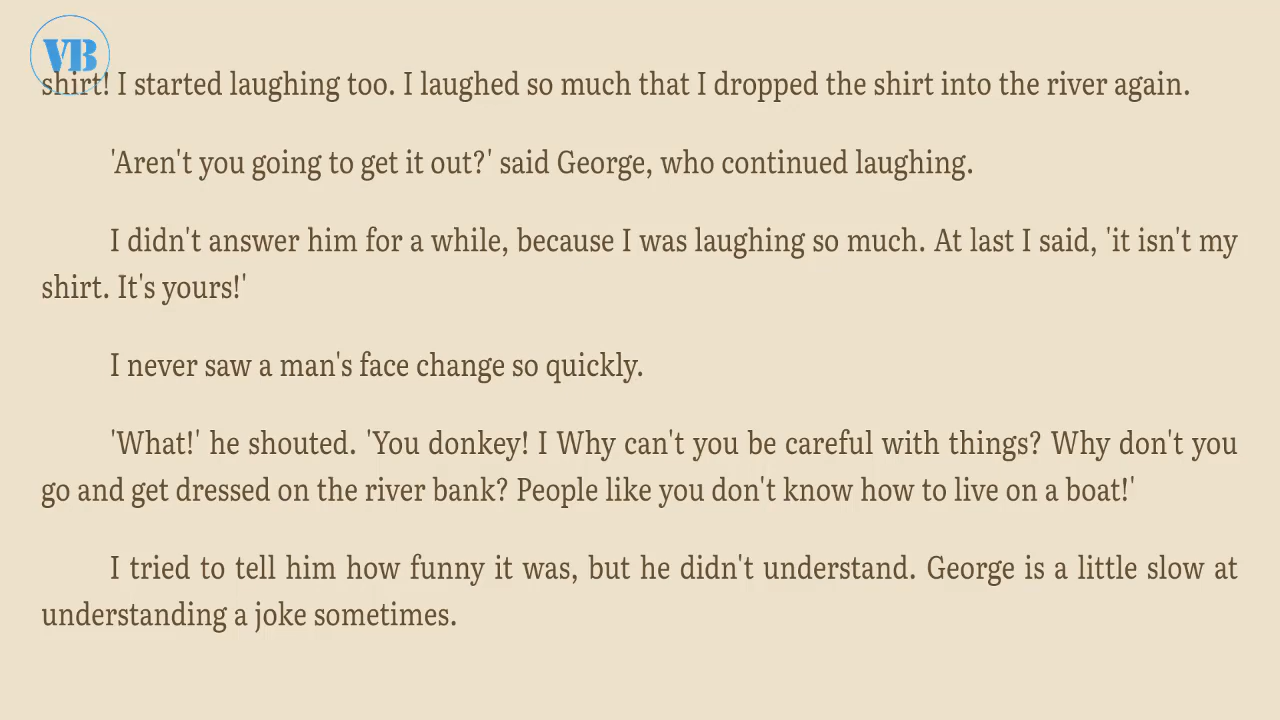 VB
shirt! I started laughing too. I laughed so much that I dropped the shirt into the river again.
'Aren't you going to get it out?' said George, who continued laughing.
I didn't answer him for a while, because I was laughing so much. At last I said, 'it isn't my
shirt. It's yours!'
I never saw a man's face change so quickly.
'What!' he shouted. 'You donkey! I Why can't you be careful with things? Why don't you
go and get dressed on the river bank? People like you don't know how to live on a boat!'
I tried to tell him how funny it was, but he didn't understand. George is a little slow at
understanding a joke sometimes.